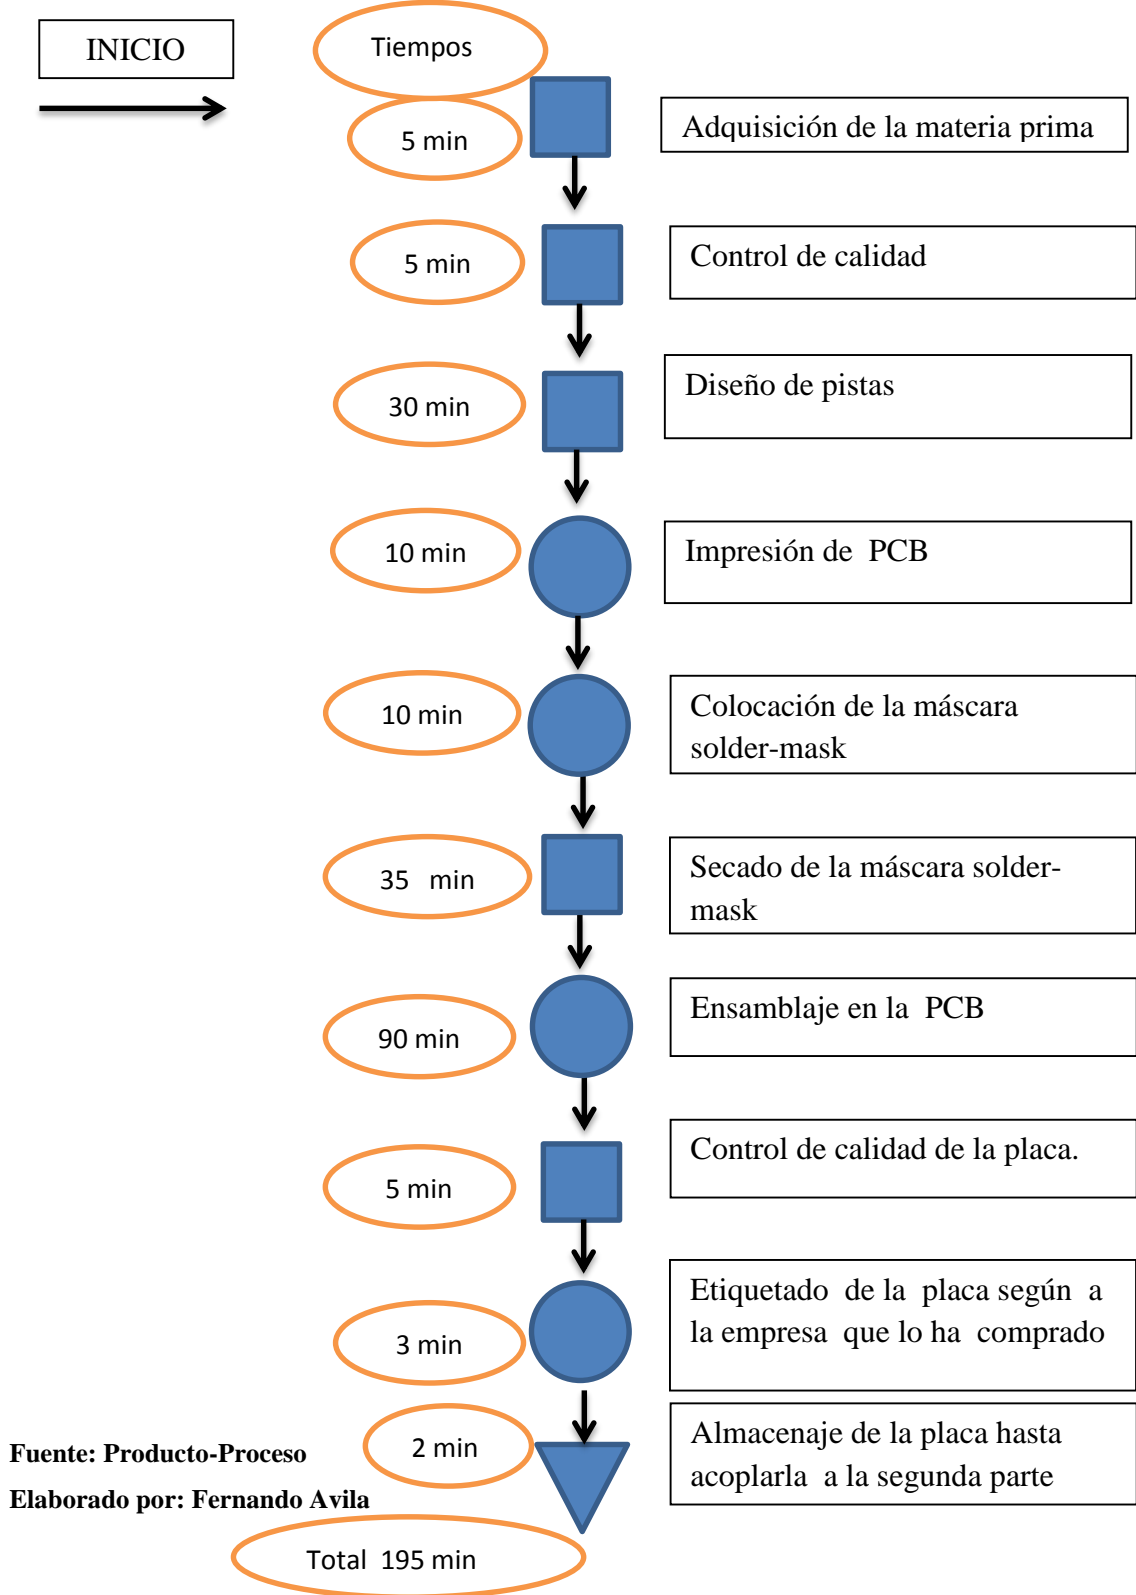 INICIO
Tiempos
5 min
Adquisición de la materia prima
5 min
Control de calidad
30 min
Diseño de pistas
10 min
Impresión de PCB
10 min
Colocación de la máscara
solder-mask
35 min
Secado de la máscara solder-
mask
90 min
Ensamblaje en la PCB
5 min
Control de calidad de la placa.
3 min
Etiquetado de la placa según a
la empresa que lo ha comprado
2 min
Almacenaje de la placa hasta
acoplarla a la segunda parte
Fuente: Producto-Proceso
Elaborado por: Fernando Avila
Total 195 min